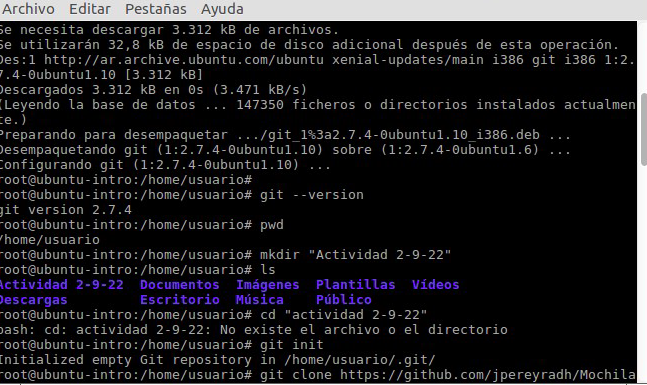 Archivo Editar Pestañas Ayuda
Se necesita descargar 3.312 kB de archivos.
Se utilizarán 32,8 kB de espacio de disco adicional después de esta operación.
Des:1 http://ar.archive.ubuntu.com/ubuntu xenial-updates/main i386 git i386 1:2.
7.4-0ubuntu1.10 [3.312 kB]
Descargados 3.312 kB en 0s (3.471 kB/s)
(Leyendo la base de datos ... 147350 ficheros o directorios instalados actualmen
te.)
Preparando para desempaquetar .../git_1%3a2.7.4-0ubuntu1.10_i386.deb ...
Desempaquetando git (1:2.7.4-0ubuntu1.10) sobre (1:2.7.4-0ubuntu1.6) ...
Configurando git (1:2.7.4-0ubuntu1.10) ...
root@ubuntu-intro:/home/usuario#
root@ubuntu-intro:/home/usuario# git --version
git version 2.7.4
root@ubuntu-intro:/home/usuario# pwd
/home/usuario
root@ubuntu-intro:/home/usuario# mkdir "Actividad 2-9-22"
root@ubuntu-intro:/home/usuario# ls
Actividad 2-9-22 Documentos Imágenes Plantillas Vídeos
Descargas Escritorio Música Público
root@ubuntu-intro:/home/usuario# cd "actividad 2-9-22"
bash: cd: actividad 2-9-22: No existe el archivo o el directorio
root@ubuntu-intro:/home/usuario# git init
Initialized empty Git repository in /home/usuario/.git/
root@ubuntu-intro:/home/usuario# git clone https://github.com/jpereyradh/Mochila